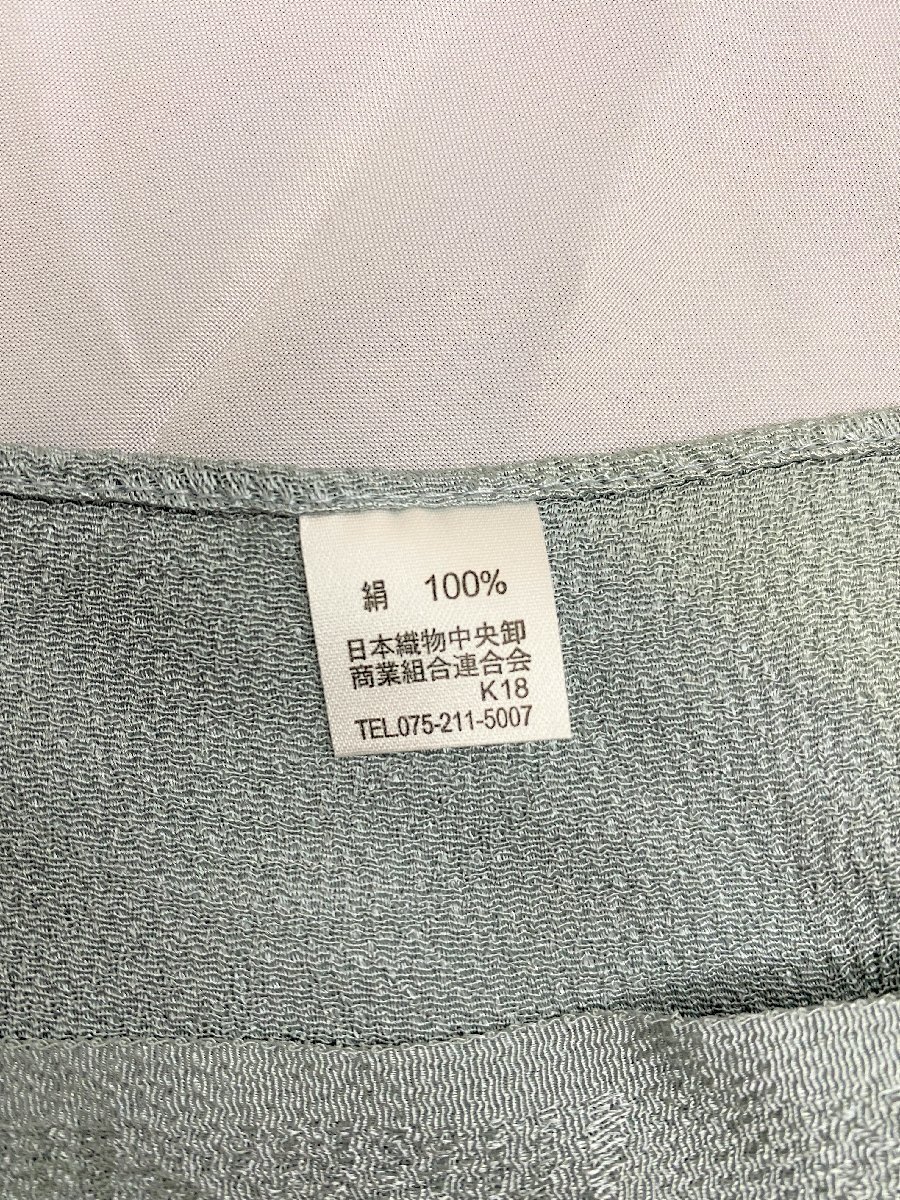 絹 100%
日本織物中央卸
商業組合連合会
K18
TEL.075-211-5007